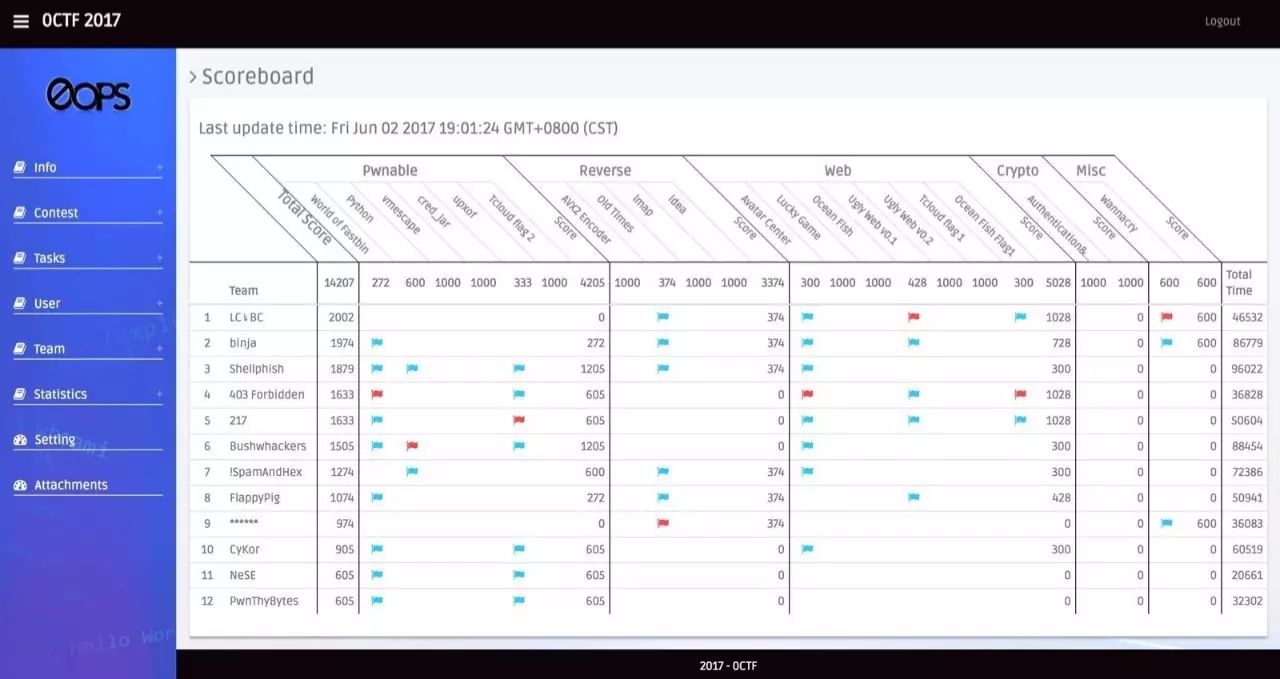 0CTF 2017
Logout
0OPS
Info +
Contest +
Tasks +
User +
Team +
Statistics +
Setting
Attachments
> Scoreboard
Last update time: Fri Jun 02 2017 19:01:24 GMT+0800 (CST)
Pwnable Reverse Web Crypto Misc
Total Score World of Fastbin Python vmescape cred_jar upxof Tcloud flag 2 Score AVX2 Encoder Old Times Imap Idea Score Avatar Center Lucky Game Ocean Fish Ugly Web v0.1 Ugly Web v0.2 Tcloud flag 1 Ocean Fish Flag1 Score Authentication&.. Score Wannacry Score
Team 14207 272 600 1000 1000 333 1000 4205 1000 374 1000 1000 3374 300 1000 1000 428 1000 1000 300 5028 1000 1000 600 600 Total Time
1 LC↯BC 2002 0 374 1028 0 600 46532
2 binja 1974 272 374 728 0 600 86779
3 Shellphish 1879 1205 374 300 0 0 96022
4 403 Forbidden 1633 605 0 1028 0 0 36828
5 217 1633 605 0 1028 0 0 50604
6 Bushwhackers 1505 1205 0 300 0 0 88454
7 !SpamAndHex 1274 600 374 300 0 0 72386
8 FlappyPig 1074 272 374 428 0 0 50941
9 ****** 974 0 374 0 0 600 36083
10 CyKor 905 605 0 300 0 0 60519
11 NeSE 605 605 0 0 0 0 20661
12 PwnThyBytes 605 605 0 0 0 0 32302
Hello Wor
2017 - 0CTF